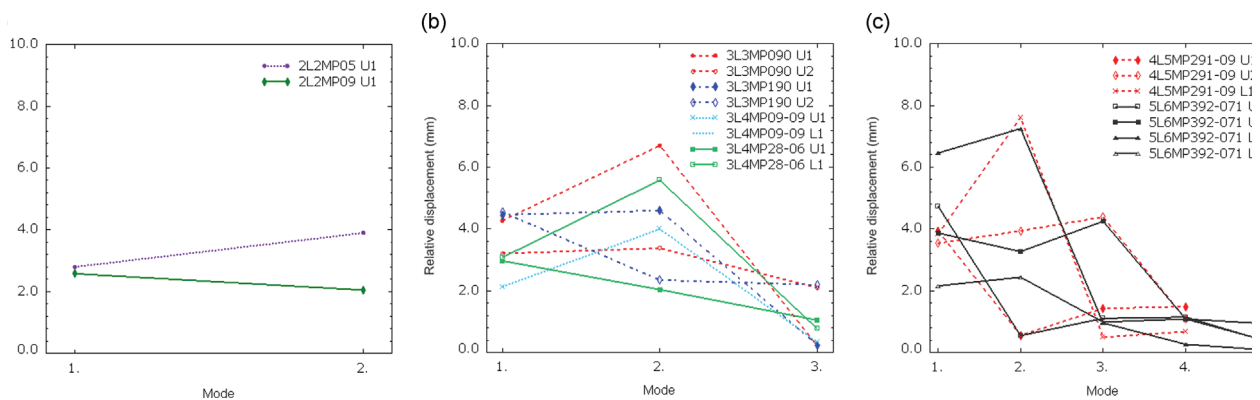 10.0
8.0
6.0
4.0
2.0
0.0
1.
2.
Mode
2L2MP05 U1
2L2MP09 U1
(b)
Relative displacement (mm)
10.0
8.0
6.0
4.0
2.0
0.0
1.
2.
3.
Mode
3L3MP090 U1
3L3MP090 U2
3L3MP190 U1
3L3MP190 U2
3L4MP09-09 U1
3L4MP09-09 L1
3L4MP28-06 U1
3L4MP28-06 L1
(c)
Relative displacement (mm)
10.0
8.0
6.0
4.0
2.0
0.0
1.
2.
3.
4.
Mode
4L5MP291-09 U1
4L5MP291-09 U2
4L5MP291-09 L1
5L6MP392-071 U
5L6MP392-071 U
5L6MP392-071 L
5L6MP392-071 L